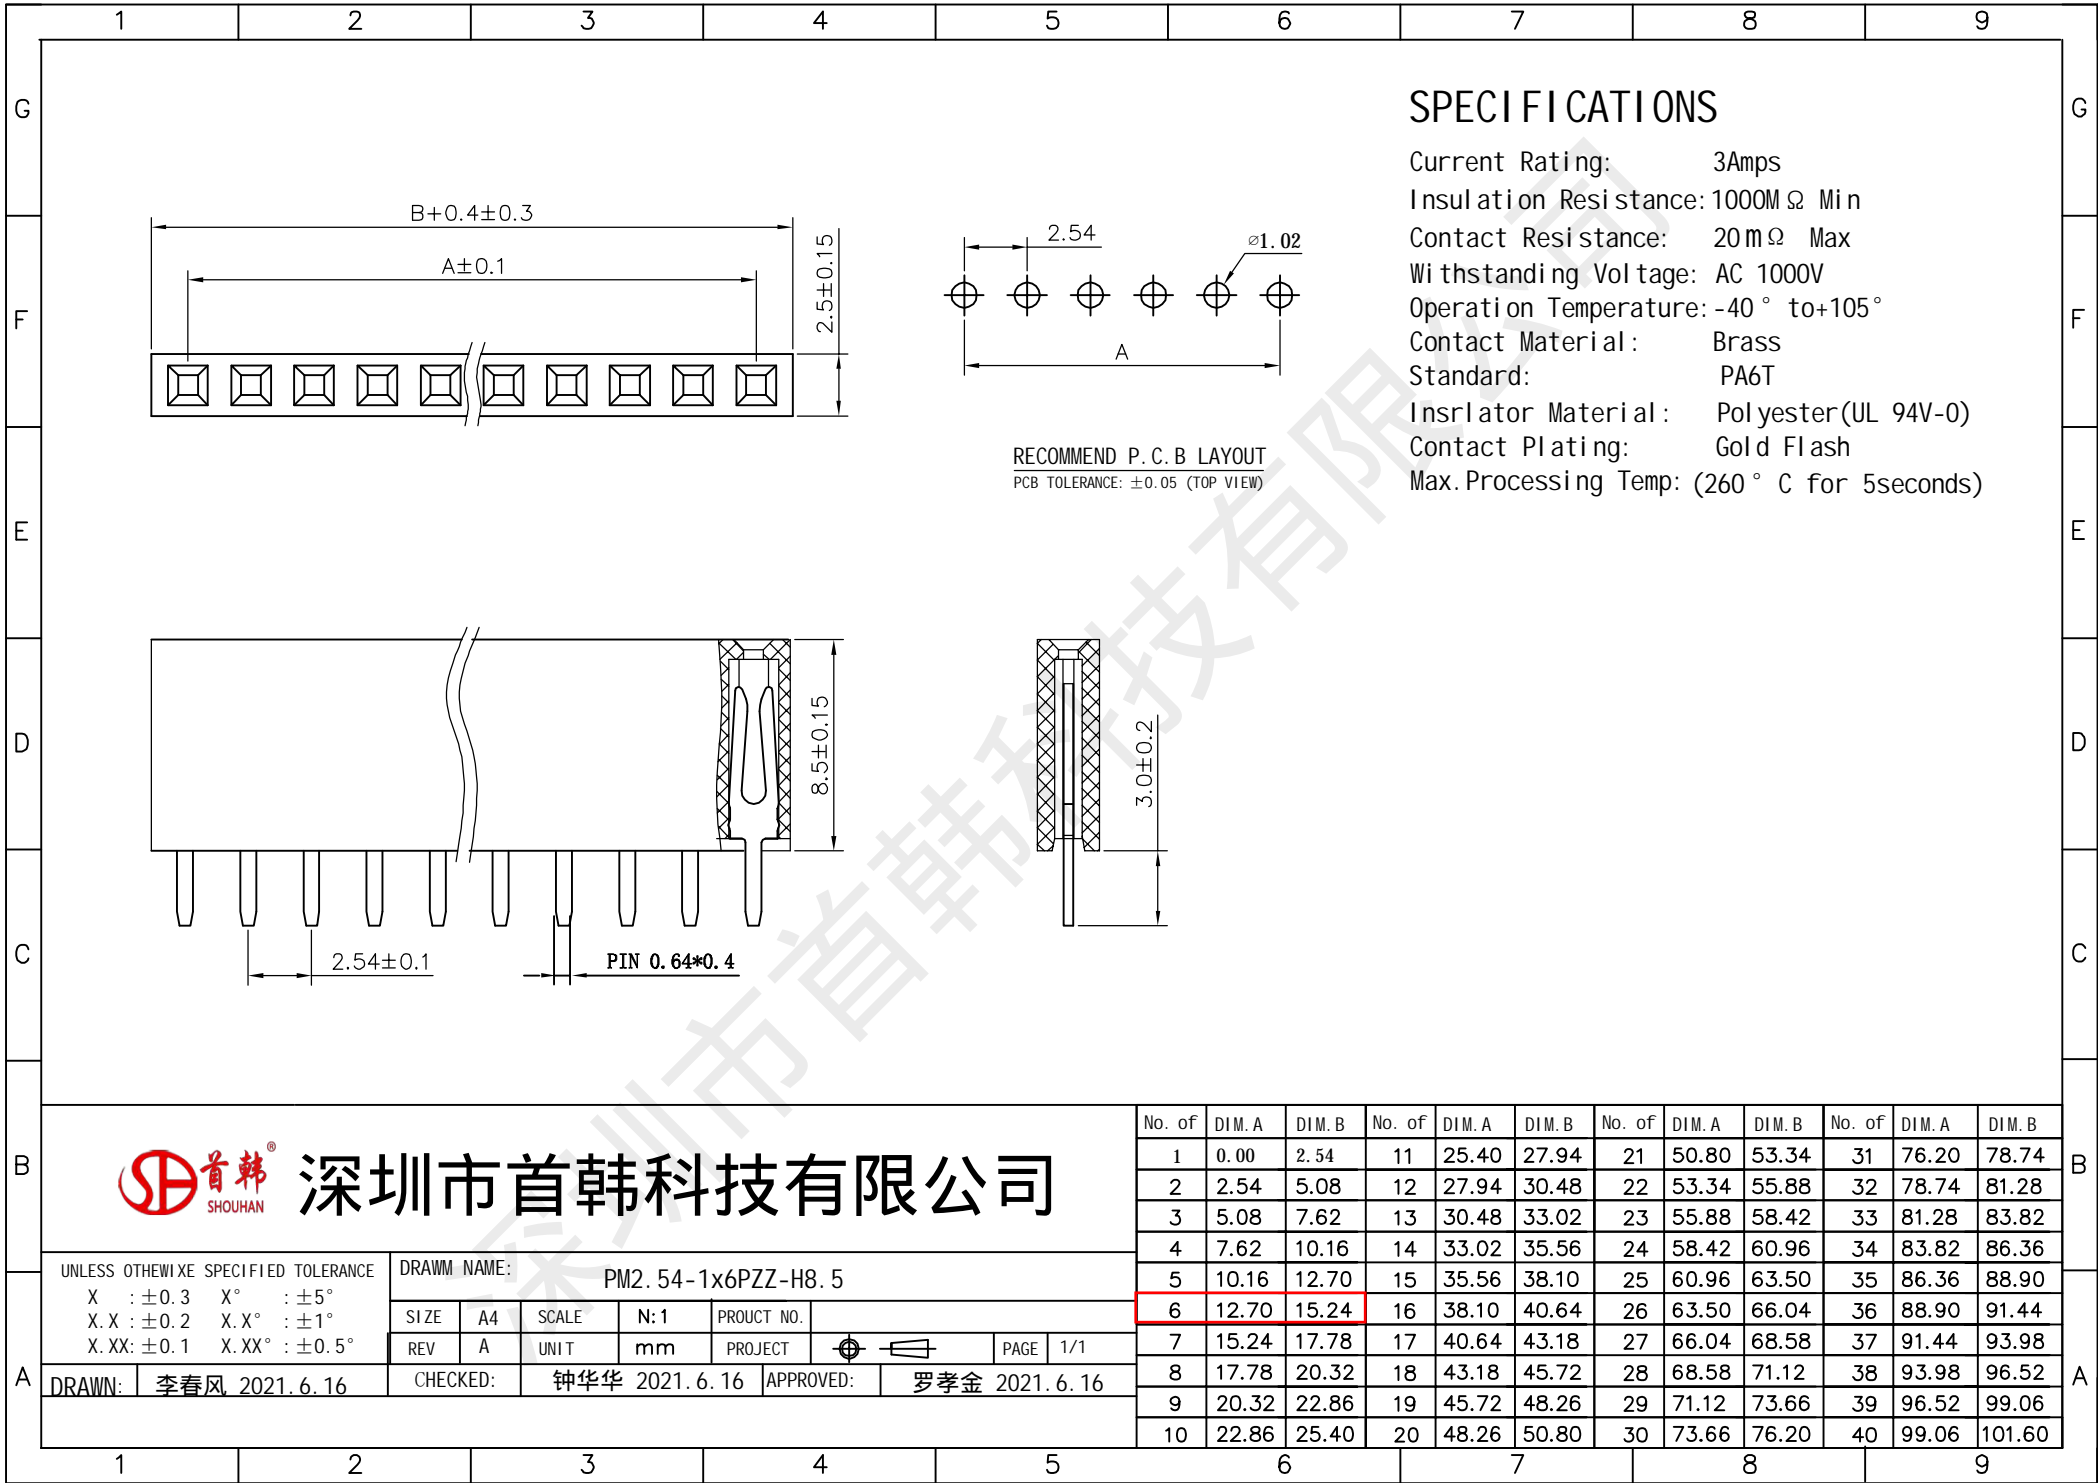 1 2 3 4 5 6 7 8 9
G G
F F
E E
D D
C C
B B
A A
1 2 3 4 5 6 7 8 9
B+0.4±0.3
A±0.1
2.5±0.15
2.54
⌀1.02
A
RECOMMEND P.C.B LAYOUT
PCB TOLERANCE: ±0.05 (TOP VIEW)
SPECIFICATIONS
Current Rating: 3Amps
Insulation Resistance: 1000MΩ Min
Contact Resistance: 20mΩ Max
Withstanding Voltage: AC 1000V
Operation Temperature: -40° to+105°
Contact Material: Brass
Standard: PA6T
Insrlator Material: Polyester(UL 94V-0)
Contact Plating: Gold Flash
Max.Processing Temp: (260°C for 5seconds)
8.5±0.15
3.0±0.2
2.54±0.1
PIN 0.64*0.4
深圳市首韩科技有限公司
首韩®
SHOUHAN
深圳市首韩科技有限公司
UNLESS OTHEWIXE SPECIFIED TOLERANCE
X :±0.3 X° :±5°
X.X :±0.2 X.X° :±1°
X.XX:±0.1 X.XX° :±0.5°
DRAWM NAME: PM2.54-1x6PZZ-H8.5
SIZE A4 SCALE N:1 PROUCT NO.
REV A UNIT mm PROJECT PAGE 1/1
DRAWN: 李春风 2021.6.16 CHECKED: 钟华华 2021.6.16 APPROVED: 罗孝金 2021.6.16
No. of DIM.A DIM.B No. of DIM.A DIM.B No. of DIM.A DIM.B No. of DIM.A DIM.B
1 0.00 2.54 11 25.40 27.94 21 50.80 53.34 31 76.20 78.74
2 2.54 5.08 12 27.94 30.48 22 53.34 55.88 32 78.74 81.28
3 5.08 7.62 13 30.48 33.02 23 55.88 58.42 33 81.28 83.82
4 7.62 10.16 14 33.02 35.56 24 58.42 60.96 34 83.82 86.36
5 10.16 12.70 15 35.56 38.10 25 60.96 63.50 35 86.36 88.90
6 12.70 15.24 16 38.10 40.64 26 63.50 66.04 36 88.90 91.44
7 15.24 17.78 17 40.64 43.18 27 66.04 68.58 37 91.44 93.98
8 17.78 20.32 18 43.18 45.72 28 68.58 71.12 38 93.98 96.52
9 20.32 22.86 19 45.72 48.26 29 71.12 73.66 39 96.52 99.06
10 22.86 25.40 20 48.26 50.80 30 73.66 76.20 40 99.06 101.60